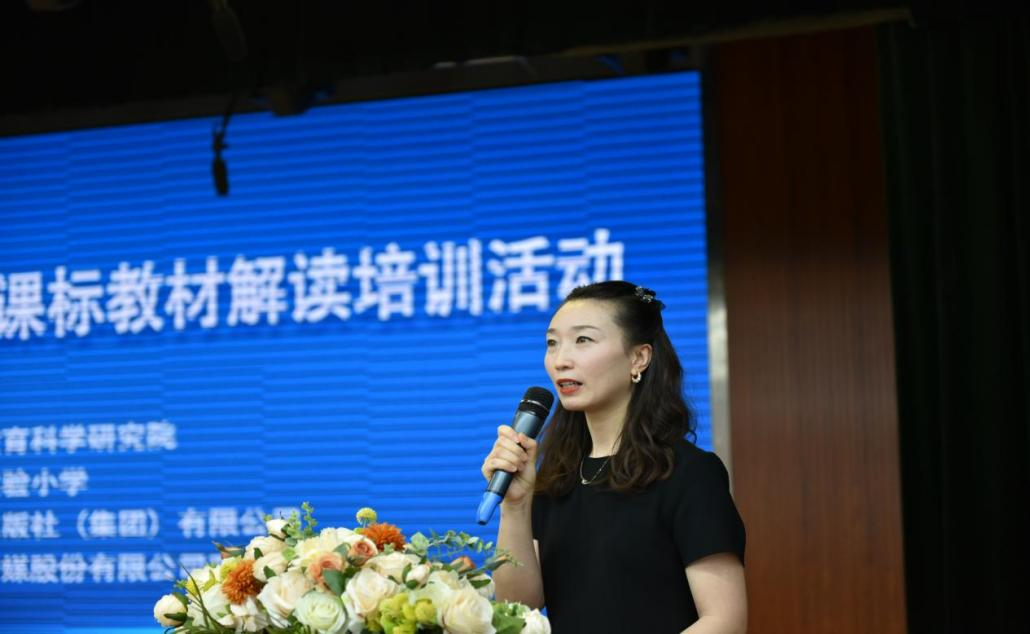 课标教材解读培训活动
育科学研究院
验小学
版社（集团）有限公
媒股份有限公司